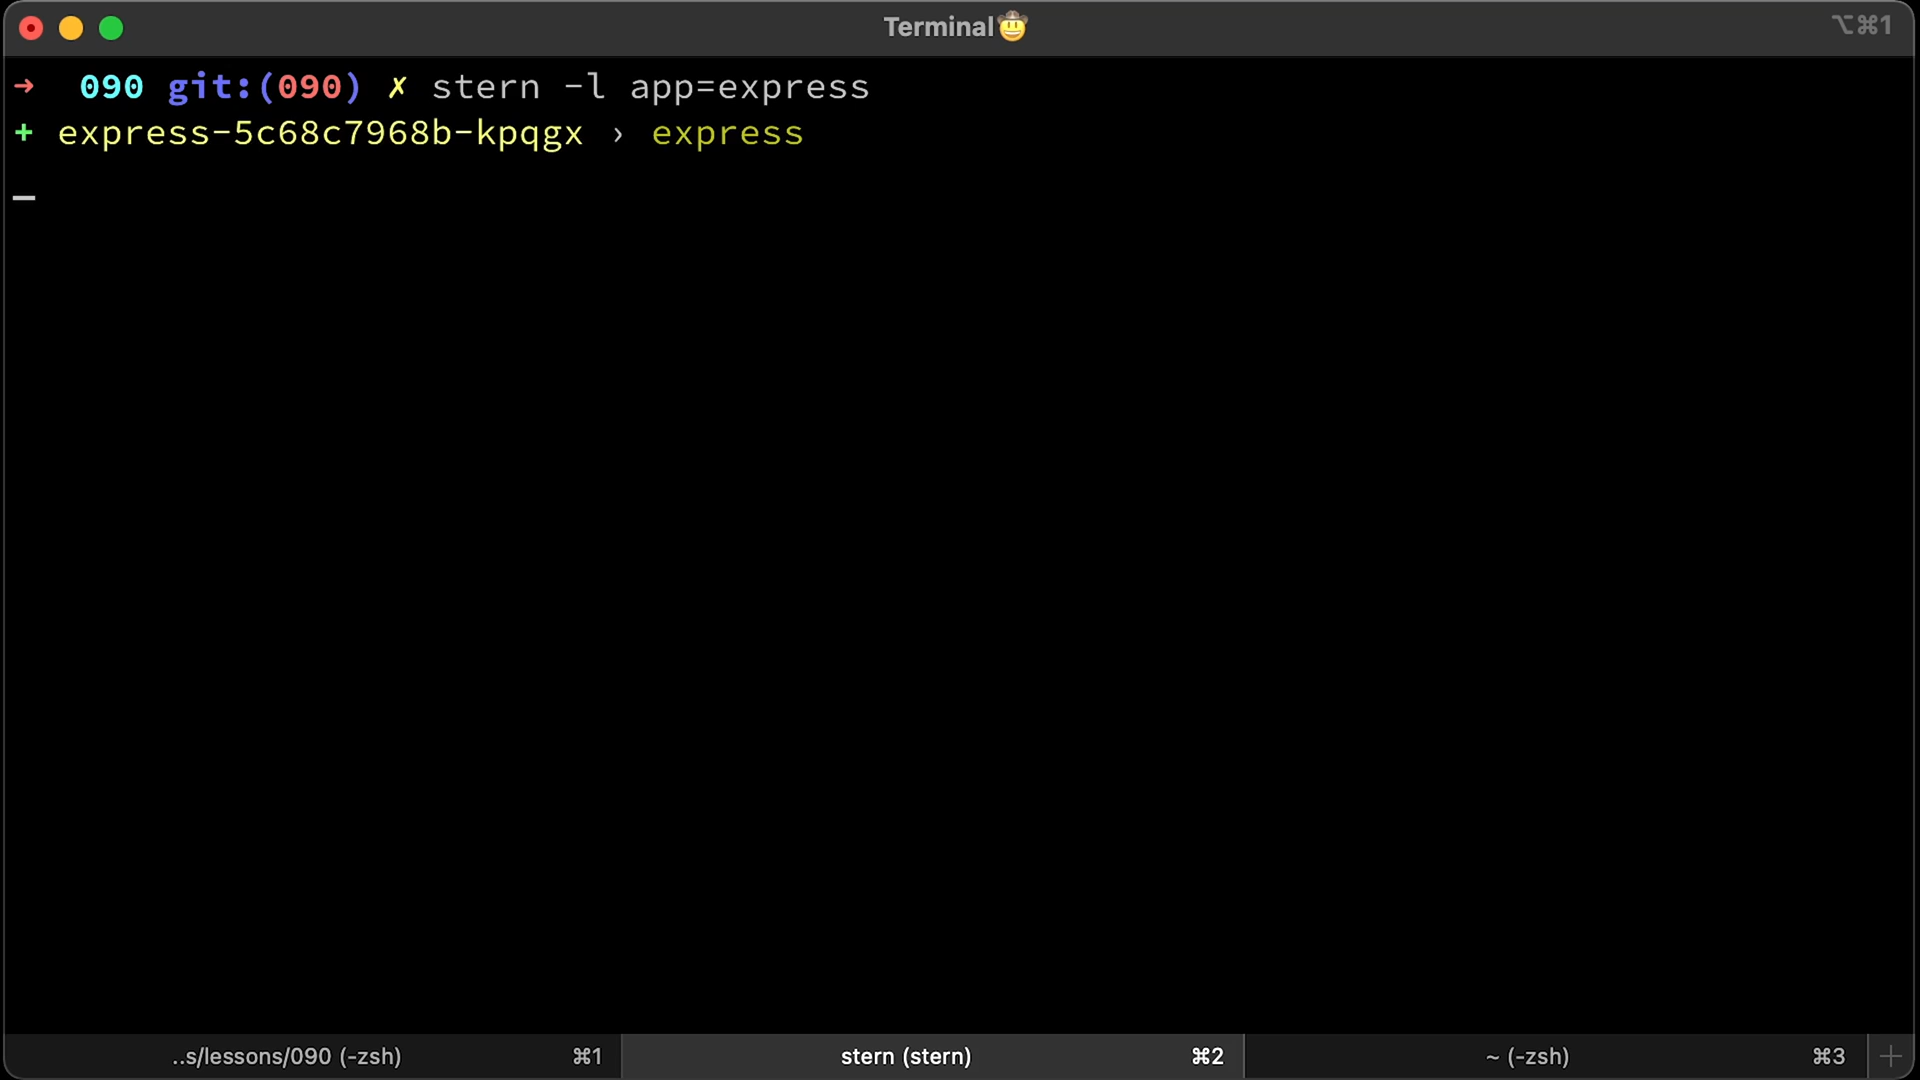 Terminal🤠
⌥⌘1
➜ 090 git:(090) ✗ stern -l app=express
+ express-5c68c7968b-kpqgx › express
..s/lessons/090 (-zsh) ⌘1
stern (stern) ⌘2
~ (-zsh) ⌘3